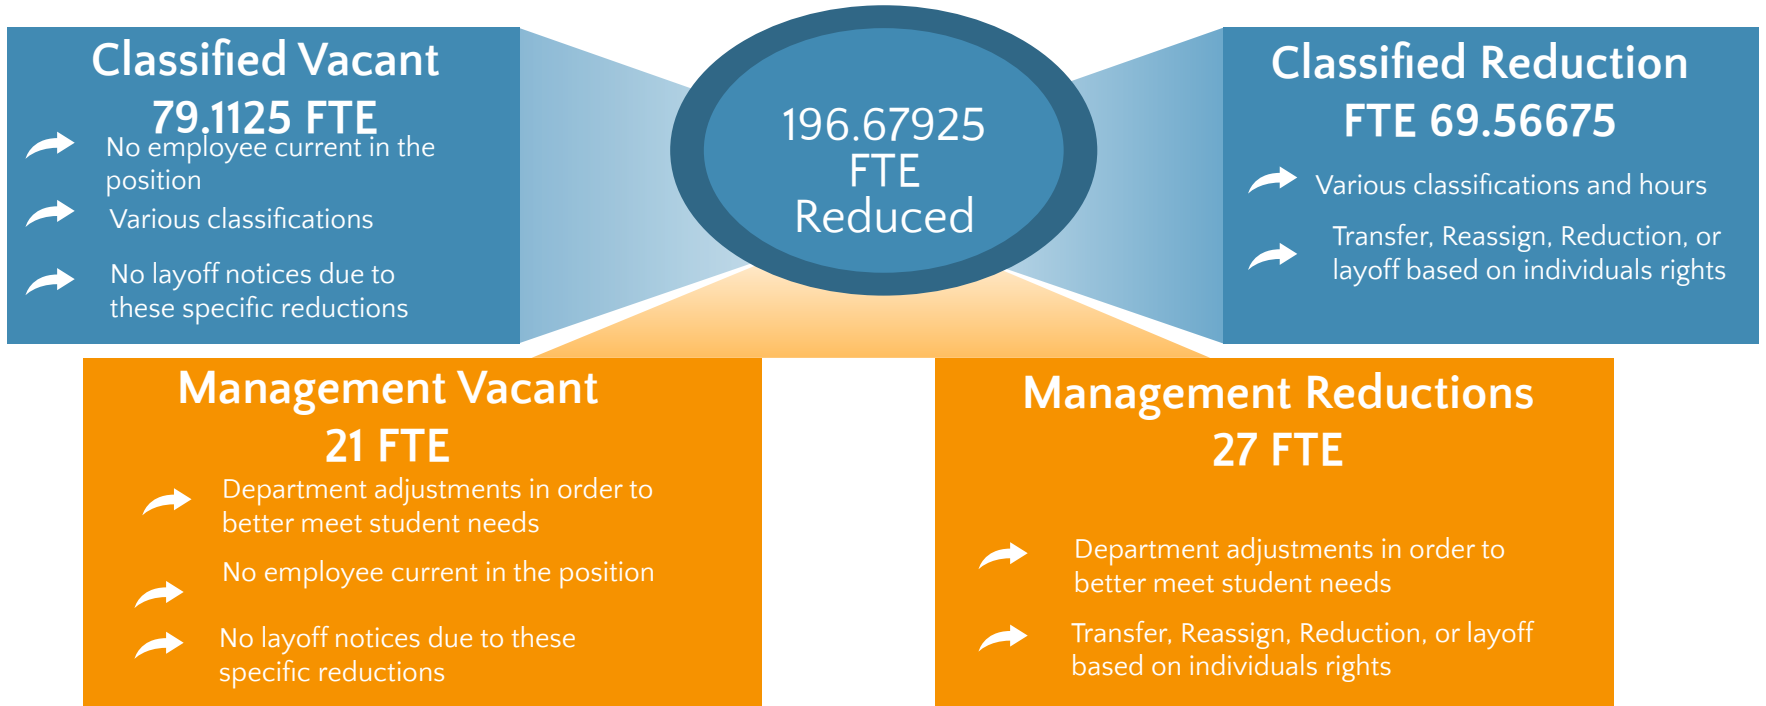 Classified Vacant
79.1125 FTE
No employee current in the
position
Various classifications
No layoff notices due to
these specific reductions
196.67925
FTE
Reduced
Classified Reduction
FTE 69.56675
Various classifications and hours
Transfer, Reassign, Reduction, or
layoff based on individuals rights
Management Vacant
21 FTE
Department adjustments in order to
better meet student needs
No employee current in the position
No layoff notices due to these
specific reductions
Management Reductions
27 FTE
Department adjustments in order to
better meet student needs
Transfer, Reassign, Reduction, or layoff
based on individuals rights